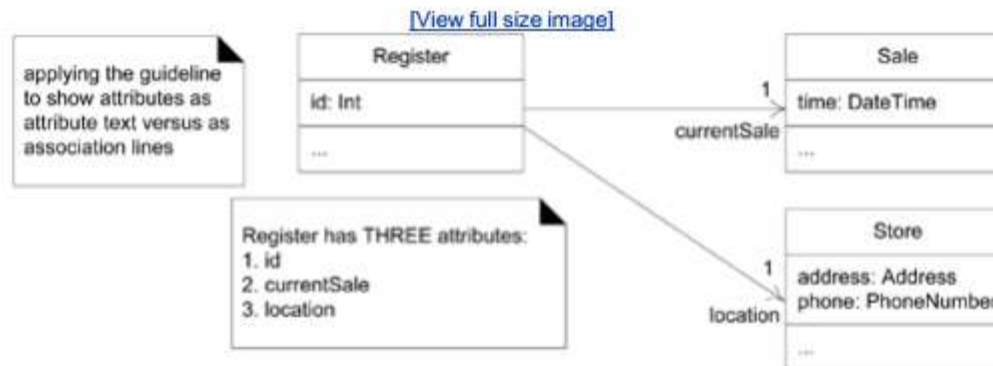 [View full size image]
applying the guideline
to show attributes as
attribute text versus as
association lines
Register
id: Int
...
1
currentSale
Sale
time: DateTime
...
Register has THREE attributes:
1. id
2. currentSale
3. location
1
location
Store
address: Address
phone: PhoneNumber
...